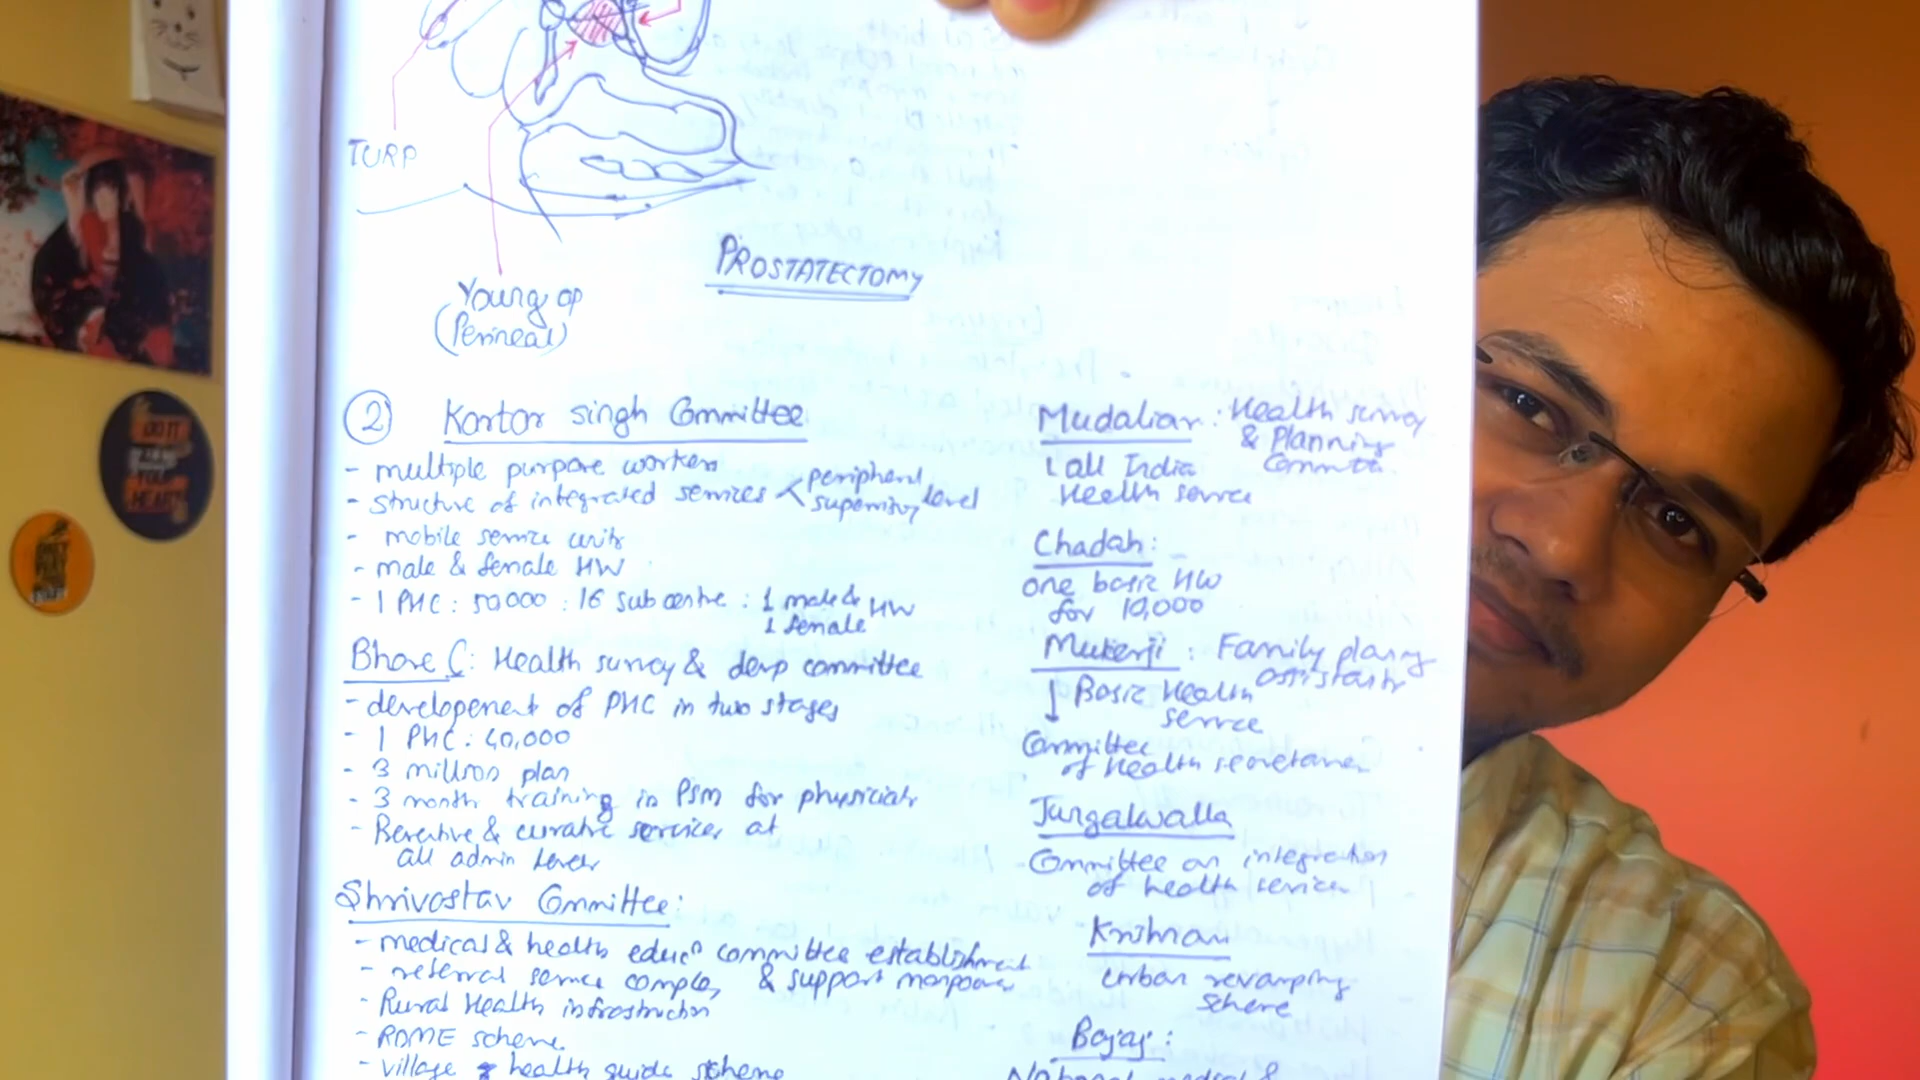 TURP
Young op
(Perineal)
PROSTATECTOMY
2 Kartar singh Committee
- multiple purpose workers
- structure of integrated services < peripheral
supervisory level
- mobile service units
- male & female HW
- 1 PHC : 50000 : 16 sub centre : 1 male & HW
1 female
Bhore C: Health survey & devp committee
- developement of PHC in two stages
- 1 PHC : 40,000
- 3 million plan
- 3 month training in PSM for physicians
- & curative services at
all admin levels
Shrivastav Committee:
- medical & health educn committee establishment
- referral service complex & support manpower
- Rural Health infrastruction
- ROME scheme
- village health guide scheme
Mudaliar : Health survey
& Planning
Committee
All India
Health service
Chadah:
one basic HW
for 10,000
Mukerji : Family planning
assistants
Basic Health
service
Committee
of health secretaries
Jungalwalla
Committee on integration
of health services
Krishnan
urban revamping
scheme
Bajaj:
National medical &